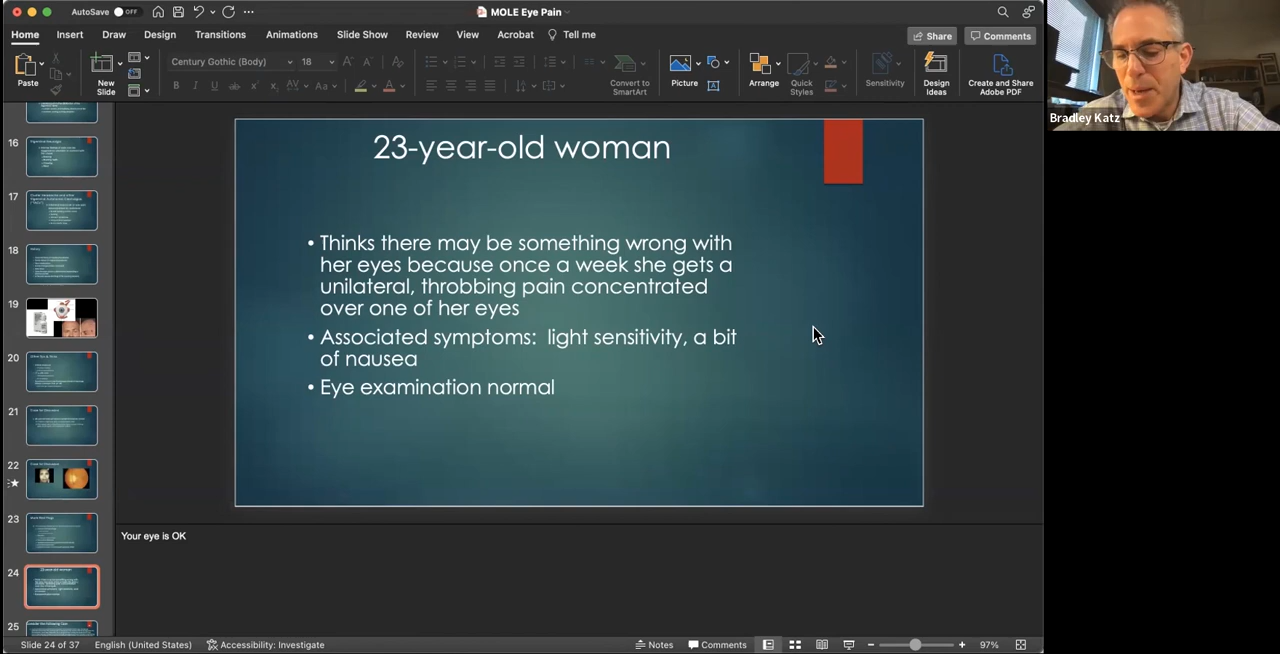 AutoSave OFF
MOLE Eye Pain
Home Insert Draw Design Transitions Animations Slide Show Review View Acrobat Tell me
Share Comments
Paste
New Slide
Century Gothic (Body) 18
Convert to SmartArt
Picture
Arrange
Quick Styles
Sensitivity
Design Ideas
Create and Share Adobe PDF
Bradley Katz
16
17
18
19
20
21
22
23
24
25
23-year-old woman
• Thinks there may be something wrong with
her eyes because once a week she gets a
unilateral, throbbing pain concentrated
over one of her eyes
• Associated symptoms: light sensitivity, a bit
of nausea
• Eye examination normal
Your eye is OK
Slide 24 of 37 English (United States) Accessibility: Investigate Notes Comments 97%